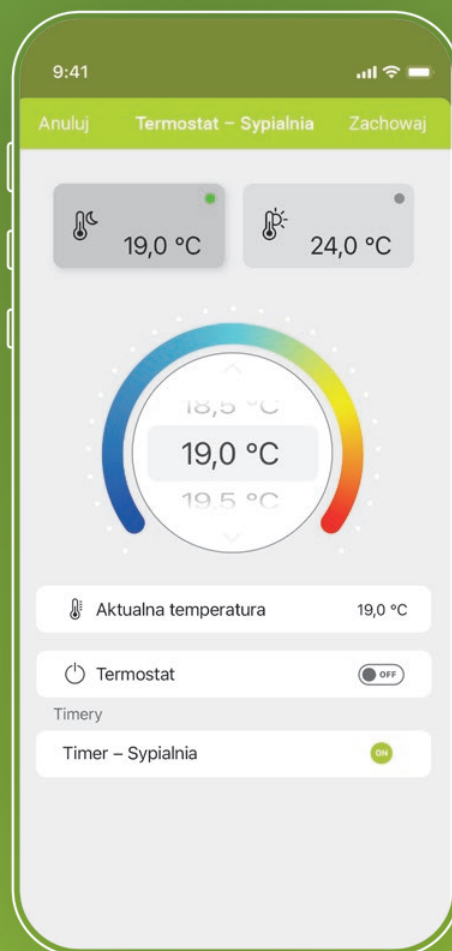 9:41
Anuluj Termostat – Sypialnia Zachowaj
19,0 °C 24,0 °C
18,5 °C
19,0 °C
19,5 °C
Aktualna temperatura 19,0 °C
Termostat OFF
Timery
Timer – Sypialnia ON